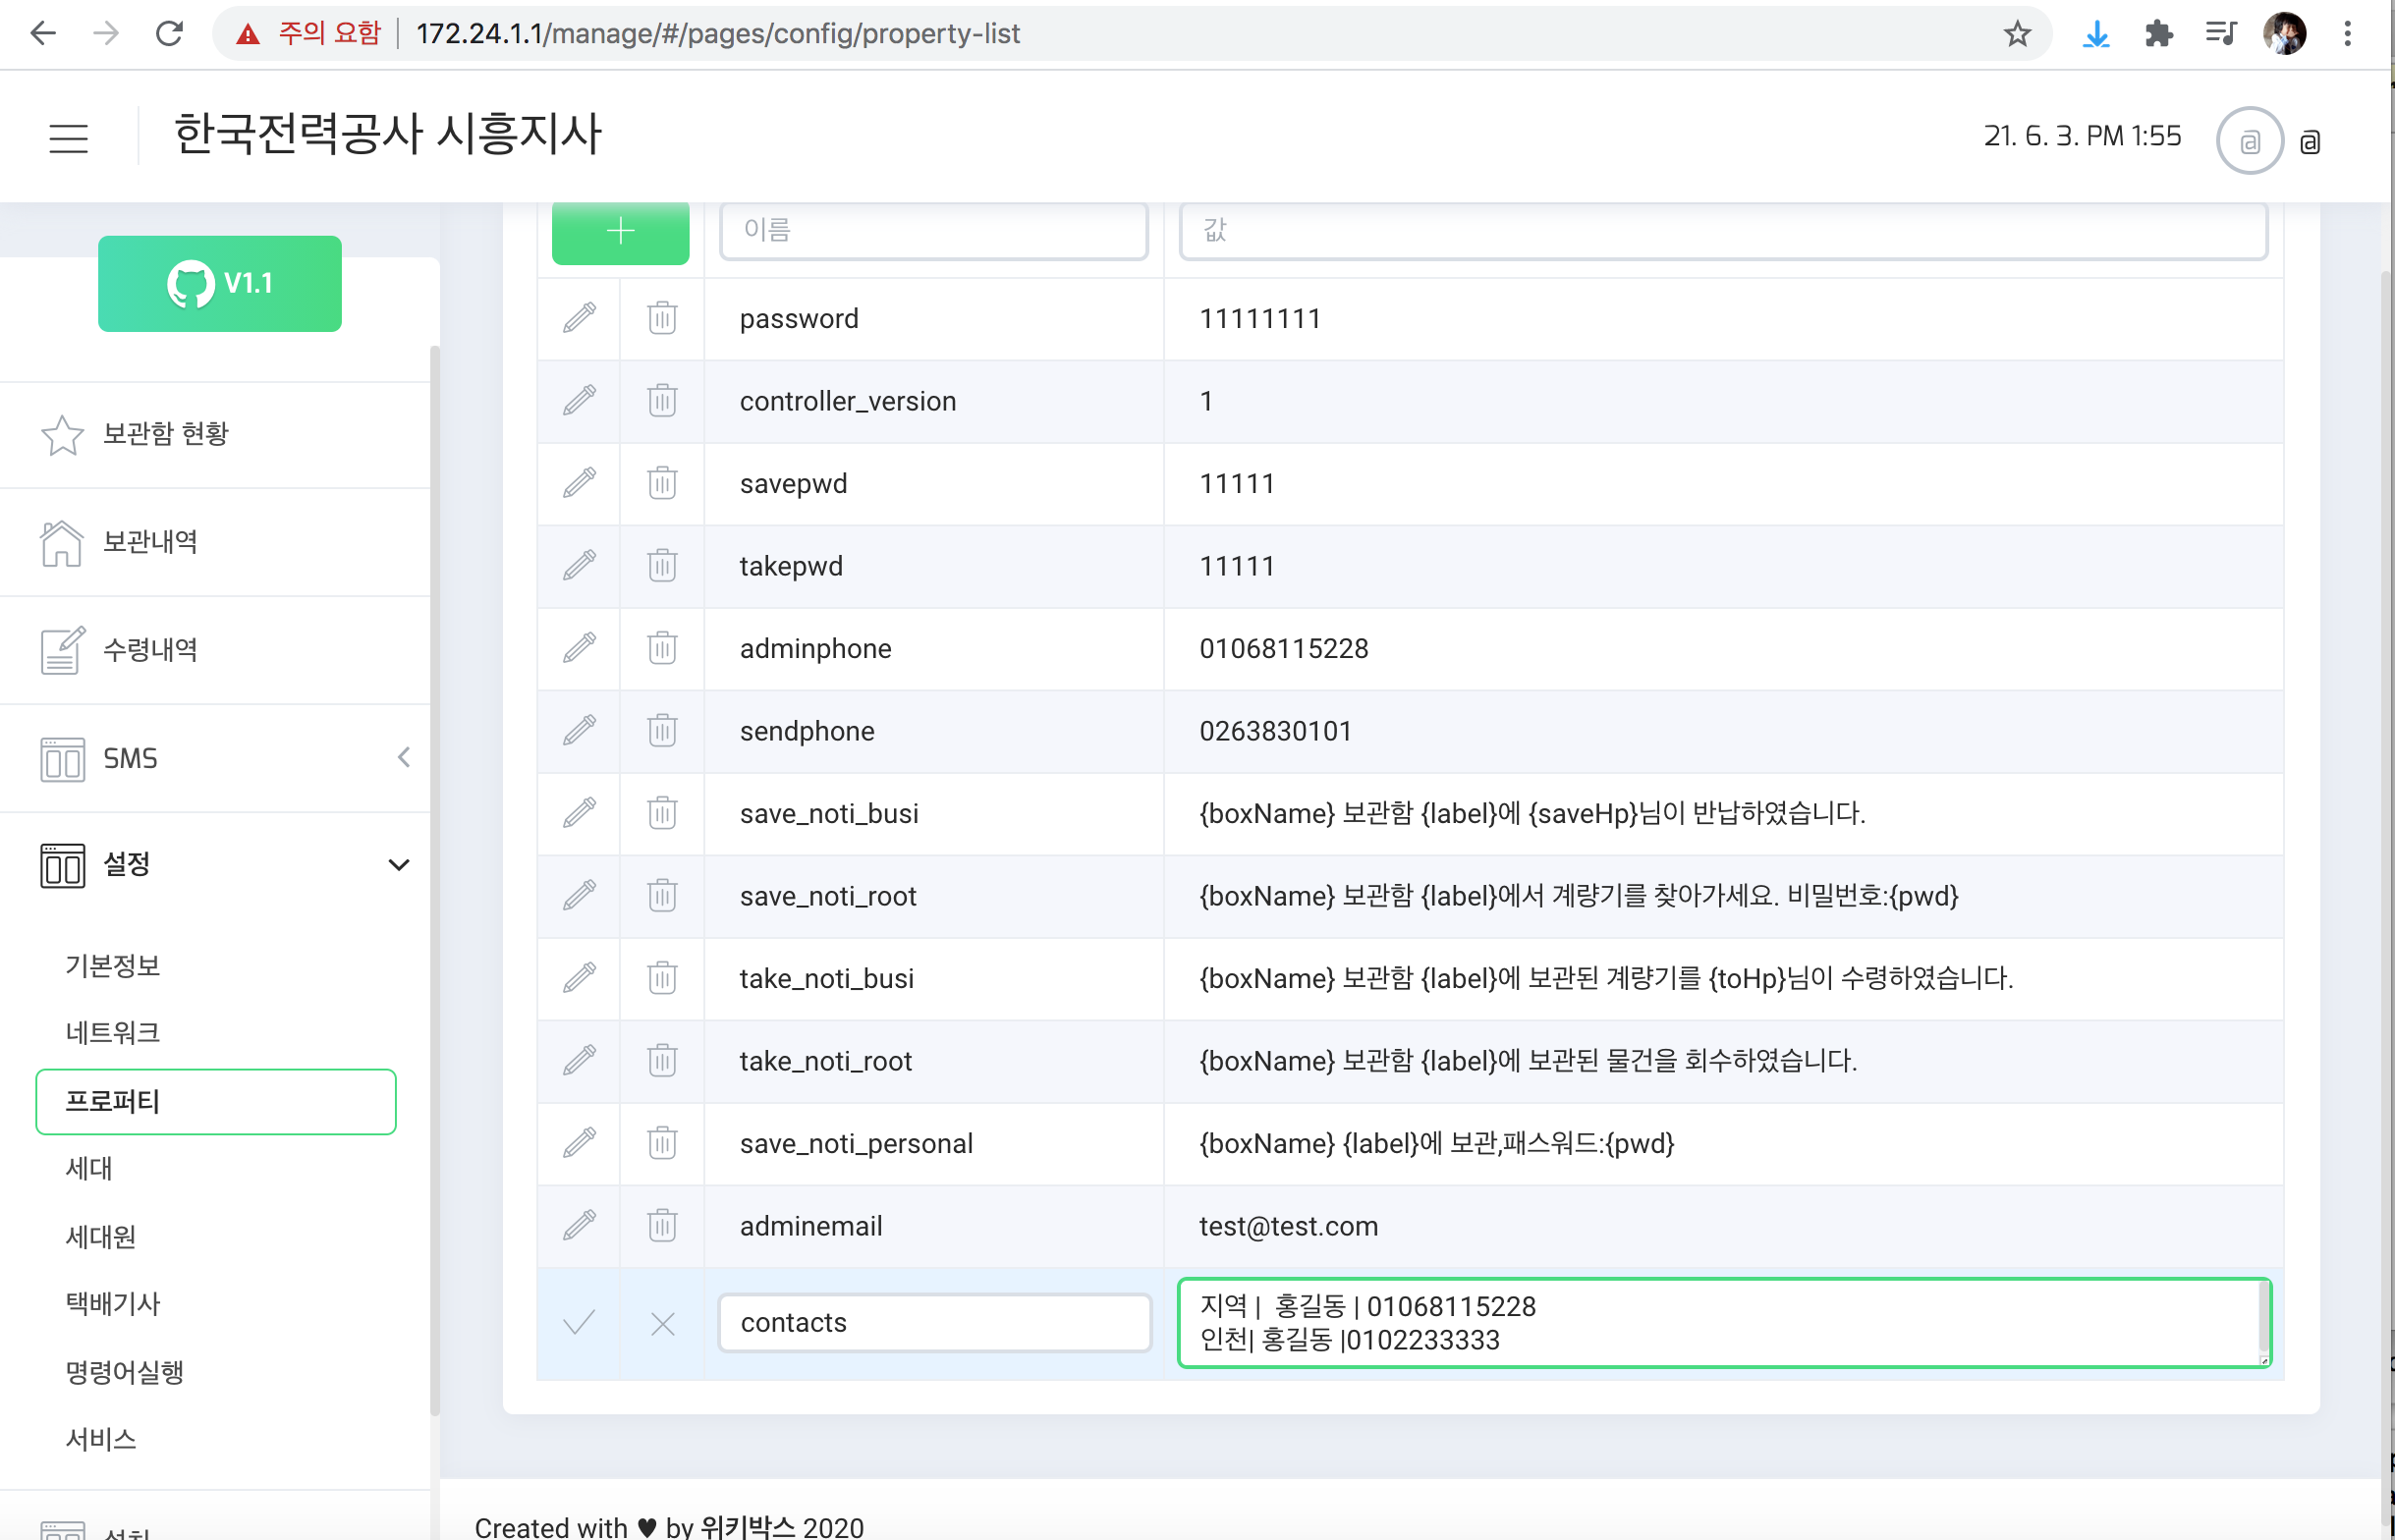 주의 요함 172.24.1.1/manage/#/pages/config/property-list
한국전력공사 시흥지사
21. 6. 3. PM 1:55
@ @
V1.1
보관함 현황
보관내역
수령내역
SMS
설정
기본정보
네트워크
프로퍼티
세대
세대원
택배기사
명령어실행
서비스
이름 값
password 11111111
controller_version 1
savepwd 11111
takepwd 11111
adminphone 01068115228
sendphone 0263830101
save_noti_busi {boxName} 보관함 {label}에 {saveHp}님이 반납하였습니다.
save_noti_root {boxName} 보관함 {label}에서 계량기를 찾아가세요. 비밀번호:{pwd}
take_noti_busi {boxName} 보관함 {label}에 보관된 계량기를 {toHp}님이 수령하였습니다.
take_noti_root {boxName} 보관함 {label}에 보관된 물건을 회수하였습니다.
save_noti_personal {boxName} {label}에 보관,패스워드:{pwd}
adminemail test@test.com
contacts 지역 |  홍길동 | 01068115228
인천| 홍길동 |0102233333
Created with ♥ by 위키박스 2020